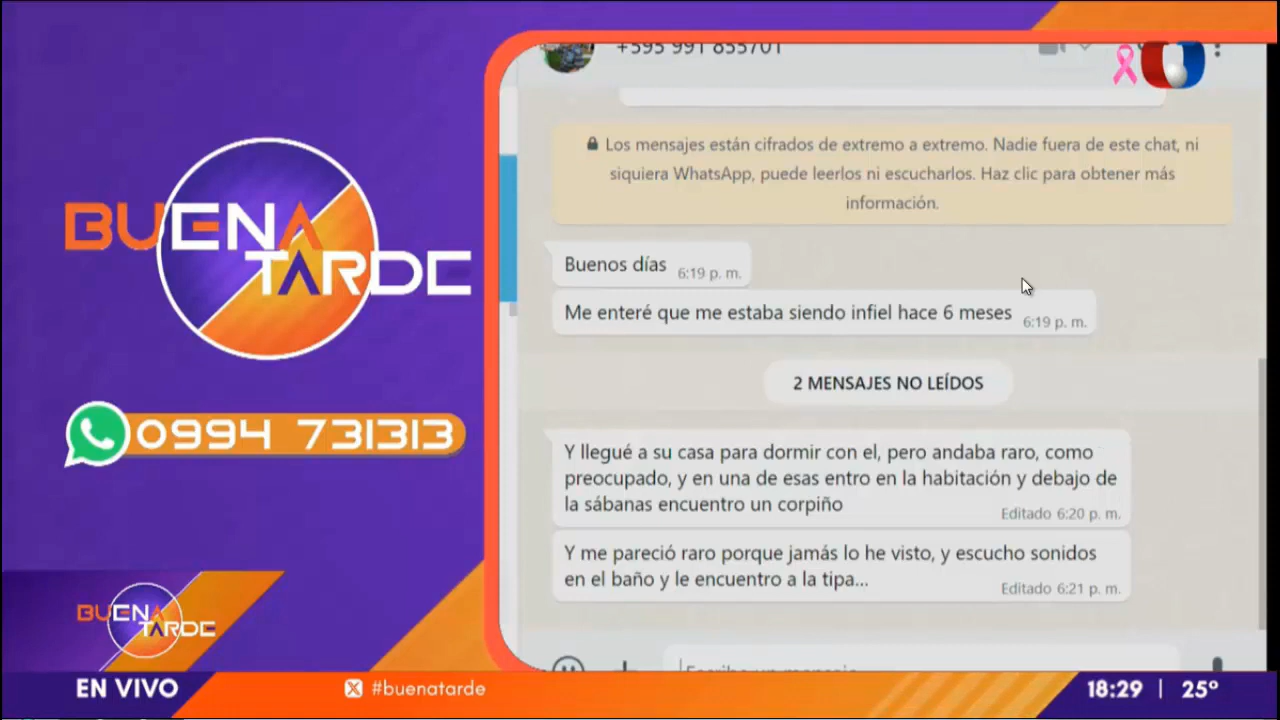 BUENA
TARDE
0994 731313
Los mensajes están cifrados de extremo a extremo. Nadie fuera de este chat, ni
siquiera WhatsApp, puede leerlos ni escucharlos. Haz clic para obtener más
información.
Buenos días 6:19 p. m.
Me enteré que me estaba siendo infiel hace 6 meses 6:19 p. m.
2 MENSAJES NO LEÍDOS
Y llegué a su casa para dormir con el, pero andaba raro, como
preocupado, y en una de esas entro en la habitación y debajo de
la sábanas encuentro un corpiño
Editado 6:20 p. m.
Y me pareció raro porque jamás lo he visto, y escucho sonidos
en el baño y le encuentro a la tipa...
Editado 6:21 p. m.
BUENA
TARDE
EN VIVO
#buenatarde
18:29 | 25°